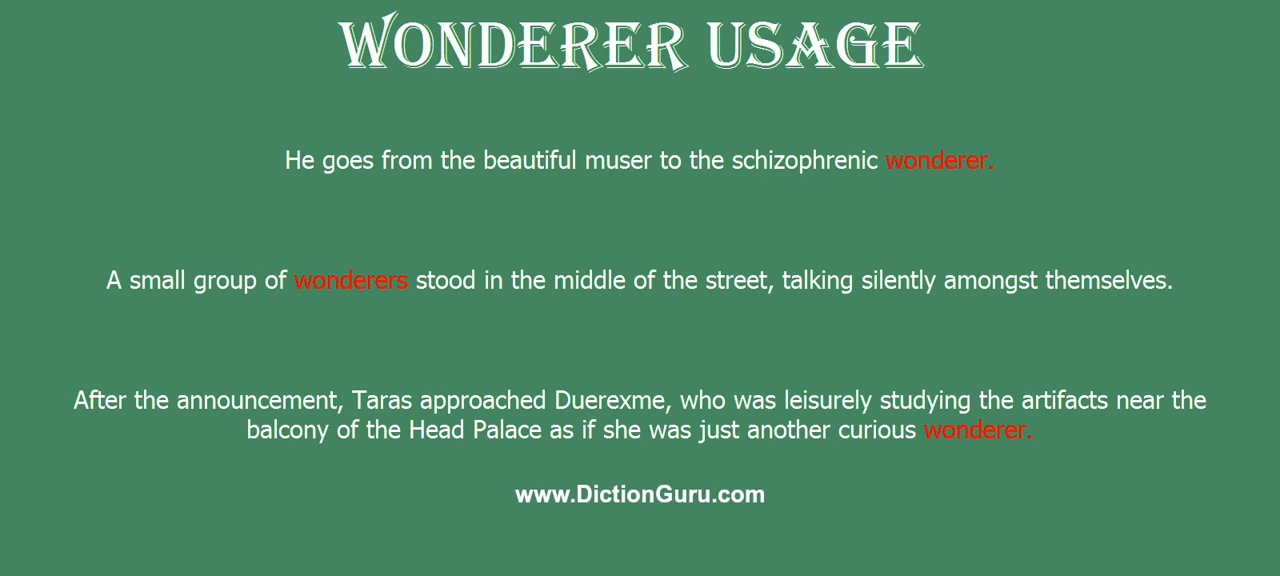 WONDERER USAGE
He goes from the beautiful muser to the schizophrenic wonderer.
A small group of wonderers stood in the middle of the street, talking silently amongst themselves.
After the announcement, Taras approached Duerexme, who was leisurely studying the artifacts near the
balcony of the Head Palace as if she was just another curious wonderer.
www.DictionGuru.com